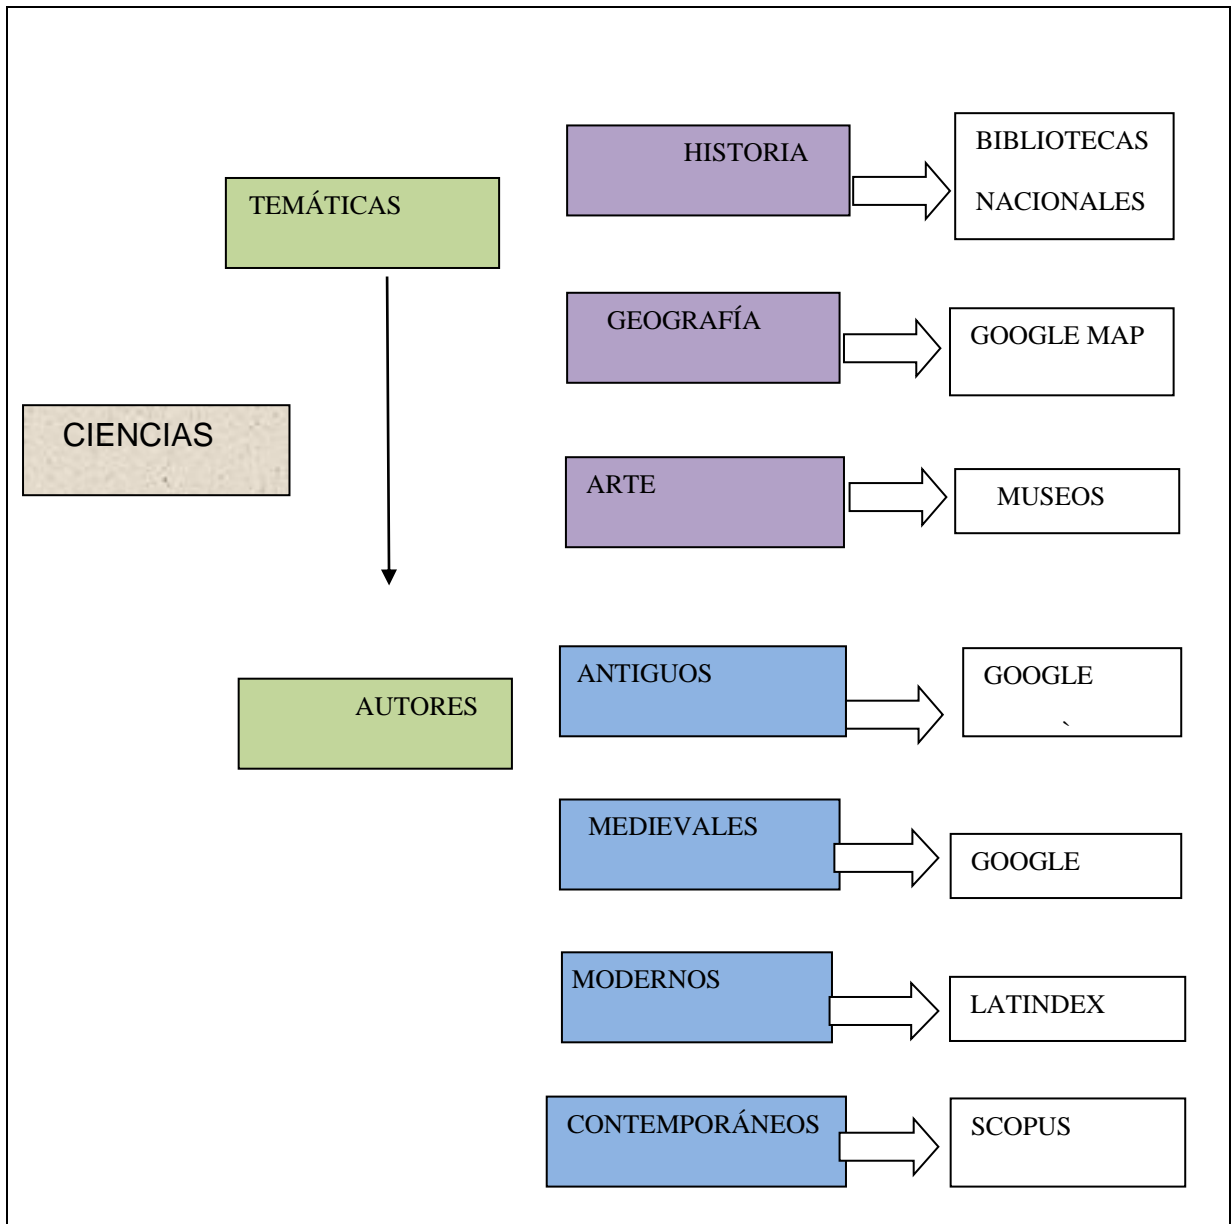 HISTORIA
BIBLIOTECAS
NACIONALES
TEMÁTICAS
GEOGRAFÍA
GOOGLE MAP
CIENCIAS
ARTE
MUSEOS
ANTIGUOS
GOOGLE
`
AUTORES
MEDIEVALES
GOOGLE
MODERNOS
LATINDEX
CONTEMPORÁNEOS
SCOPUS